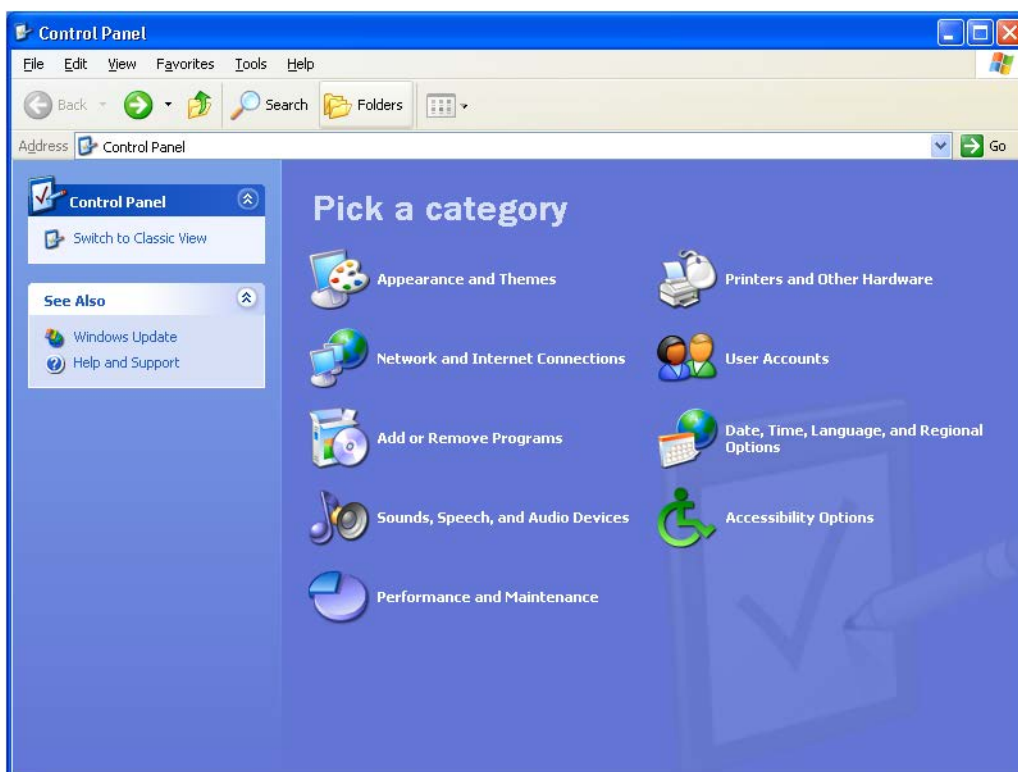 Control Panel
File Edit View Favorites Tools Help
Back Search Folders
Address Control Panel Go
Control Panel
Switch to Classic View
See Also
Windows Update
Help and Support
Pick a category
Appearance and Themes
Printers and Other Hardware
Network and Internet Connections
User Accounts
Add or Remove Programs
Date, Time, Language, and Regional
Options
Sounds, Speech, and Audio Devices
Accessibility Options
Performance and Maintenance